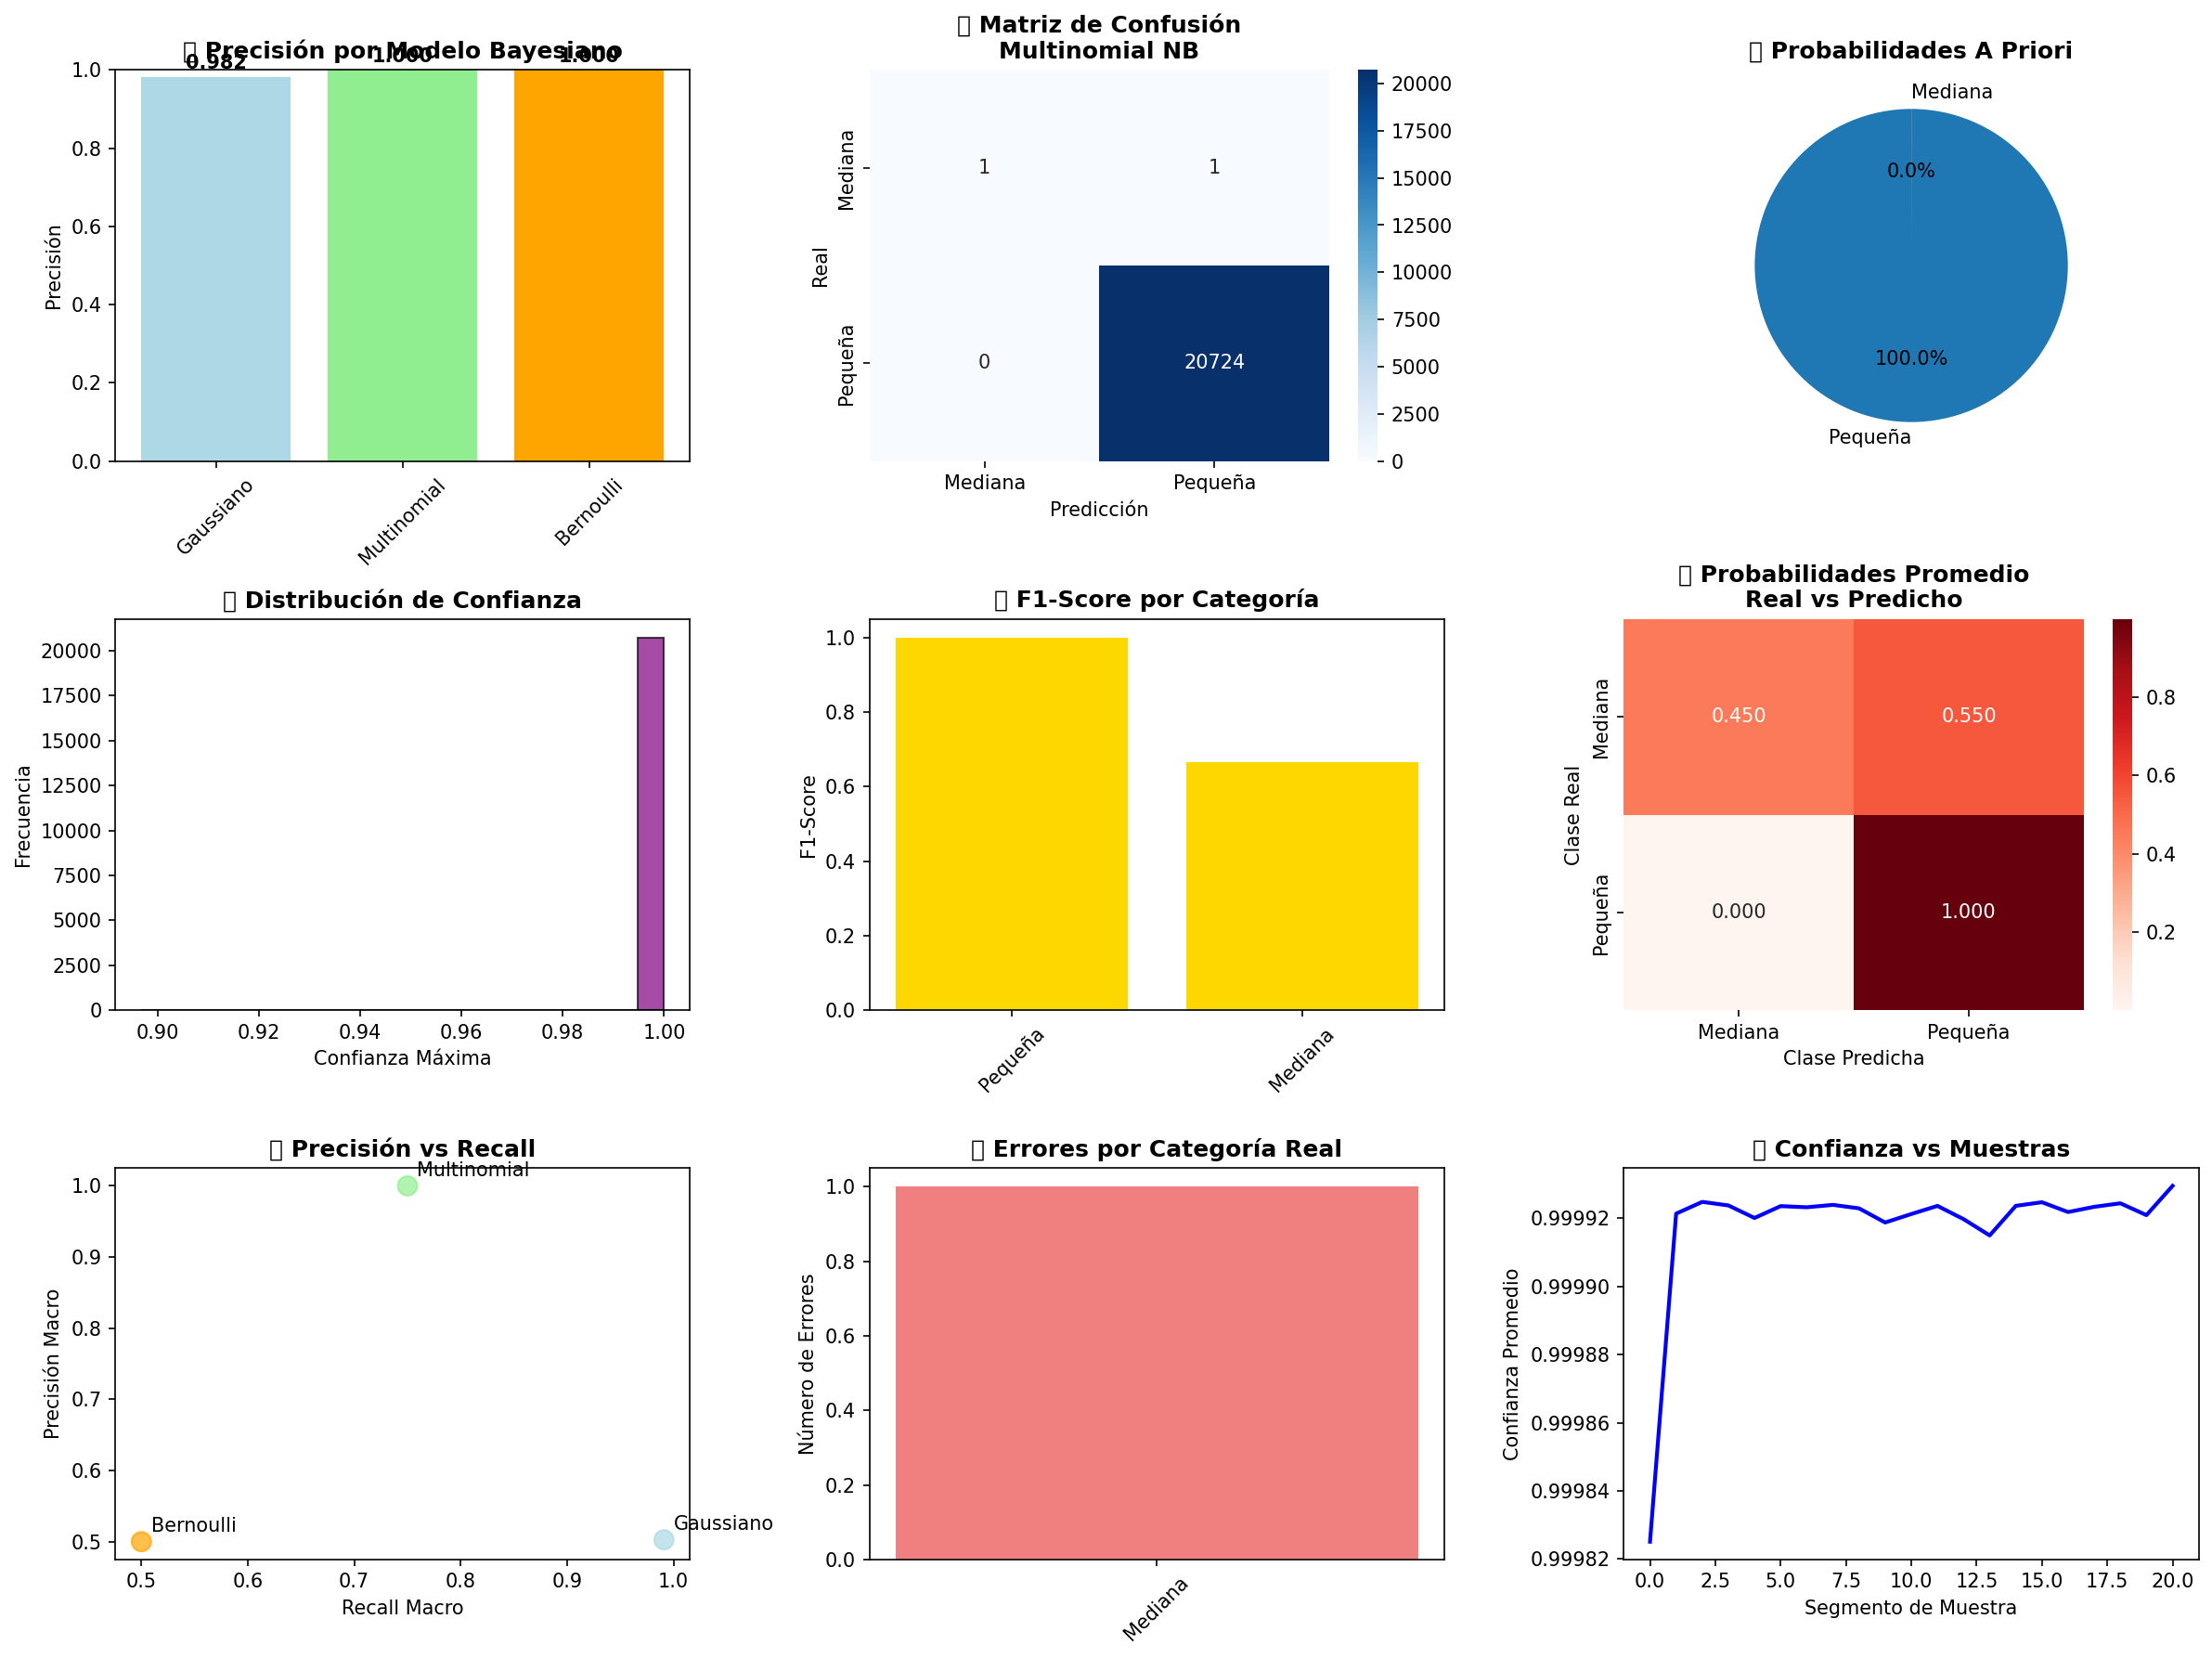 ▯ Precisión por Modelo Bayesiano
0.982
1.000
1.000
1.0
0.8
0.6
0.4
0.2
0.0
Precisión
Gaussiano
Multinomial
Bernoulli
▯ Matriz de Confusión
Multinomial NB
1
1
0
20724
Mediana
Pequeña
Real
Mediana
Pequeña
Predicción
20000
17500
15000
12500
10000
7500
5000
2500
0
▯ Probabilidades A Priori
Mediana
0.0%
100.0%
Pequeña
▯ Distribución de Confianza
20000
17500
15000
12500
10000
7500
5000
2500
0
Frecuencia
0.90
0.92
0.94
0.96
0.98
1.00
Confianza Máxima
▯ F1-Score por Categoría
1.0
0.8
0.6
0.4
0.2
0.0
F1-Score
Pequeña
Mediana
▯ Probabilidades Promedio
Real vs Predicho
0.450
0.550
0.000
1.000
Mediana
Pequeña
Clase Real
Mediana
Pequeña
Clase Predicha
0.8
0.6
0.4
0.2
▯ Precisión vs Recall
Multinomial
Bernoulli
Gaussiano
1.0
0.9
0.8
0.7
0.6
0.5
Precisión Macro
0.5
0.6
0.7
0.8
0.9
1.0
Recall Macro
▯ Errores por Categoría Real
1.0
0.8
0.6
0.4
0.2
0.0
Número de Errores
Mediana
▯ Confianza vs Muestras
0.99992
0.99990
0.99988
0.99986
0.99984
0.99982
Confianza Promedio
0.0
2.5
5.0
7.5
10.0
12.5
15.0
17.5
20.0
Segmento de Muestra